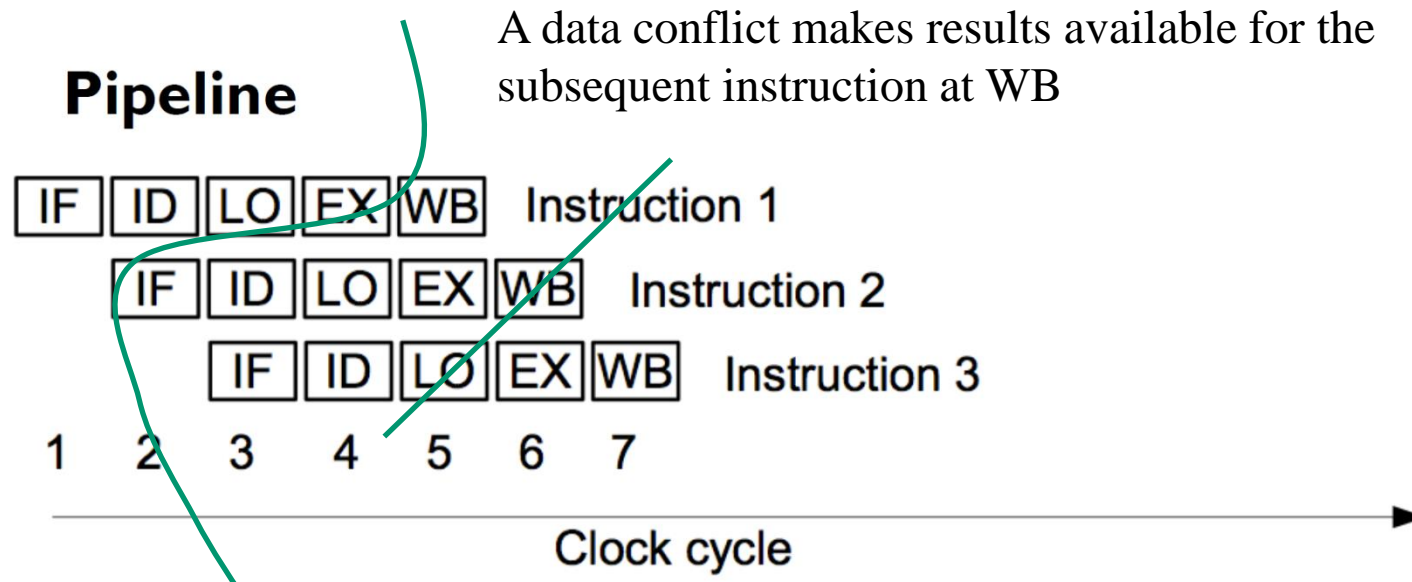 A data conflict makes results available for the
subsequent instruction at WB
Pipeline
IF ID LO EX WB Instruction 1
IF ID LO EX WB Instruction 2
IF ID LO EX WB Instruction 3
1 2 3 4 5 6 7
Clock cycle